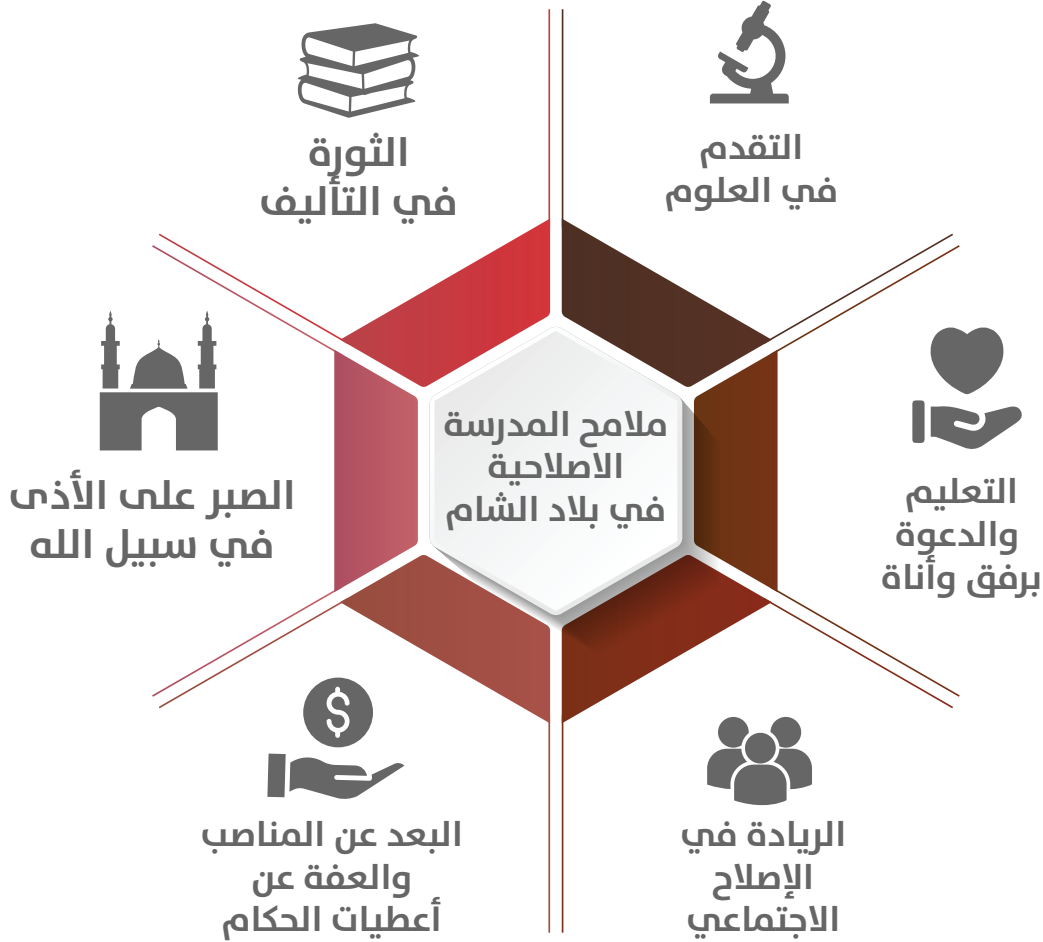 ملامح المدرسة
الاصلاحية
في بلاد الشام
التقدم
في العلوم
التعليم
والدعوة
برفق وأناة
الريادة في
الإصلاح
الاجتماعي
البعد عن المناصب
والعفة عن
أعطيات الحكام
الصبر على الأذى
في سبيل الله
الثورة
في التأليف
$